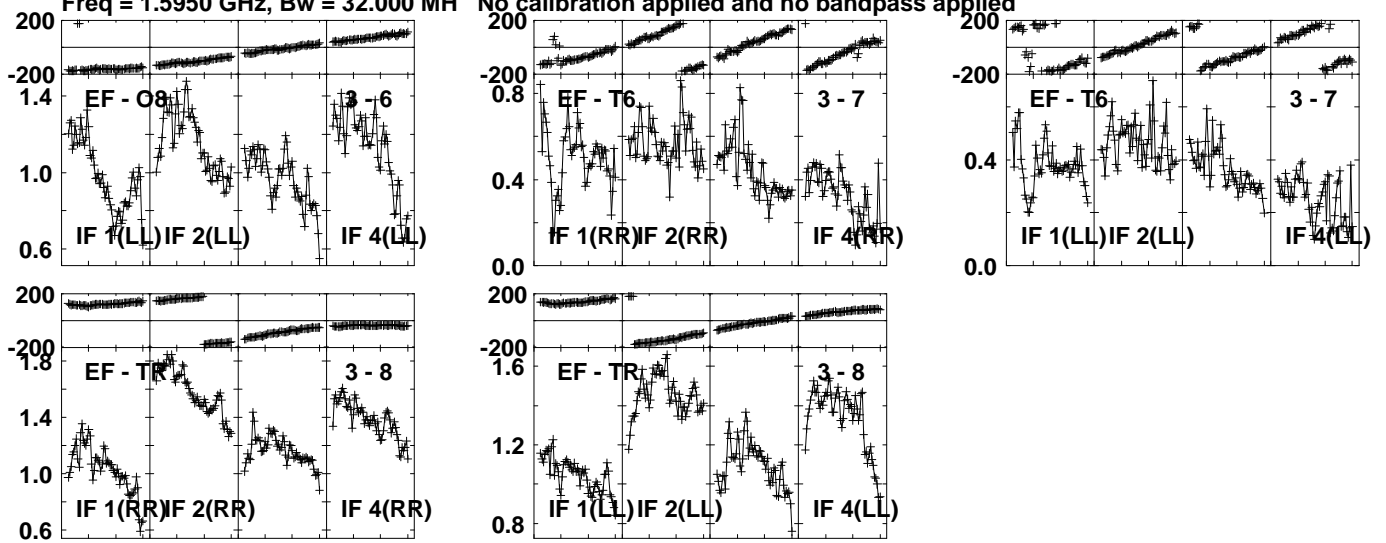 Freq = 1.5950 GHz, Bw = 32.000 MH No calibration applied and no bandpass applied
200
-200
EF - O8
3 - 6
1.4
1.0
0.6
IF 1(LL)
IF 2(LL)
IF 4(LL)
200
-200
EF - T6
3 - 7
0.8
0.4
0.0
IF 1(RR)
IF 2(RR)
IF 4(RR)
200
-200
EF - T6
3 - 7
0.4
0.0
IF 1(LL)
IF 2(LL)
IF 4(LL)
200
-200
EF - TR
3 - 8
1.8
1.4
1.0
0.6
IF 1(RR)
IF 2(RR)
IF 4(RR)
200
-200
EF - TR
3 - 8
1.6
1.2
0.8
IF 1(LL)
IF 2(LL)
IF 4(LL)